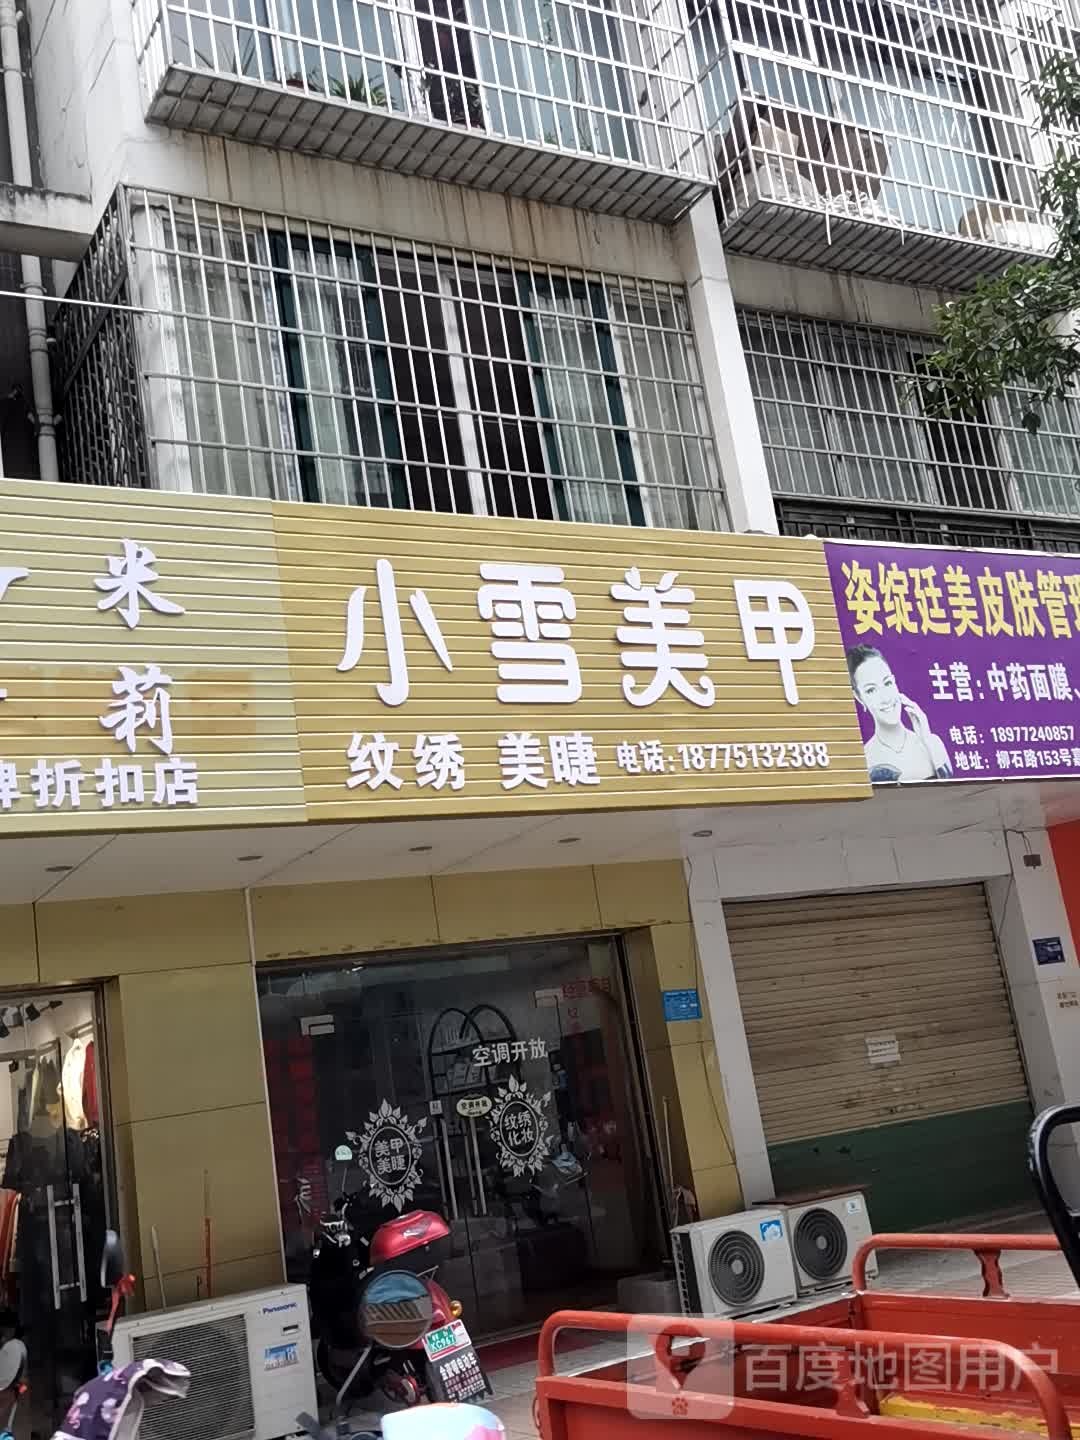 米
莉
牌折扣店
小雪美甲
纹绣 美睫 电话:18775132388
姿绽廷美皮肤管理
主营:中药面膜、
电话:18977240857
地址:柳石路153号嘉
空调开放
美甲
美睫
纹绣
化妆
Panasonic
KC967
百度地图用户